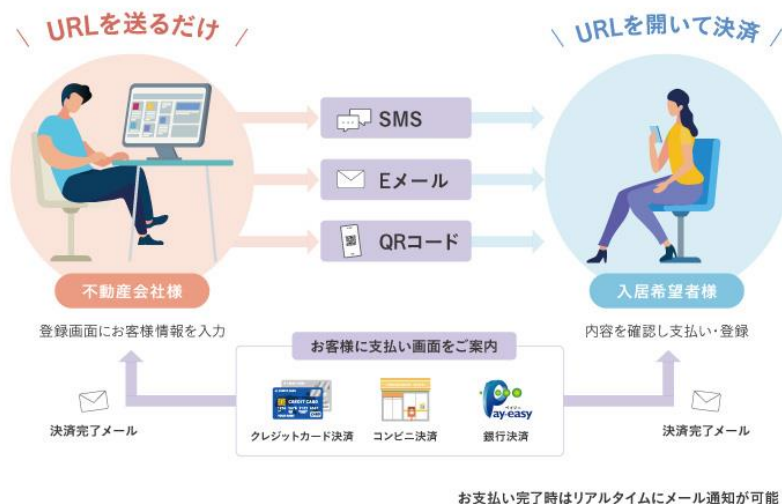 URLを送るだけ
URLを開いて決済
SMS
Eメール
QRコード
不動産会社様
入居希望者様
登録画面にお客様情報を入力
内容を確認し支払い・登録
お客様に支払い画面をご案内
CREDIT CARD
ペイジー
Pay-easy
クレジットカード決済
コンビニ決済
銀行決済
決済完了メール
決済完了メール
お支払い完了時はリアルタイムにメール通知が可能